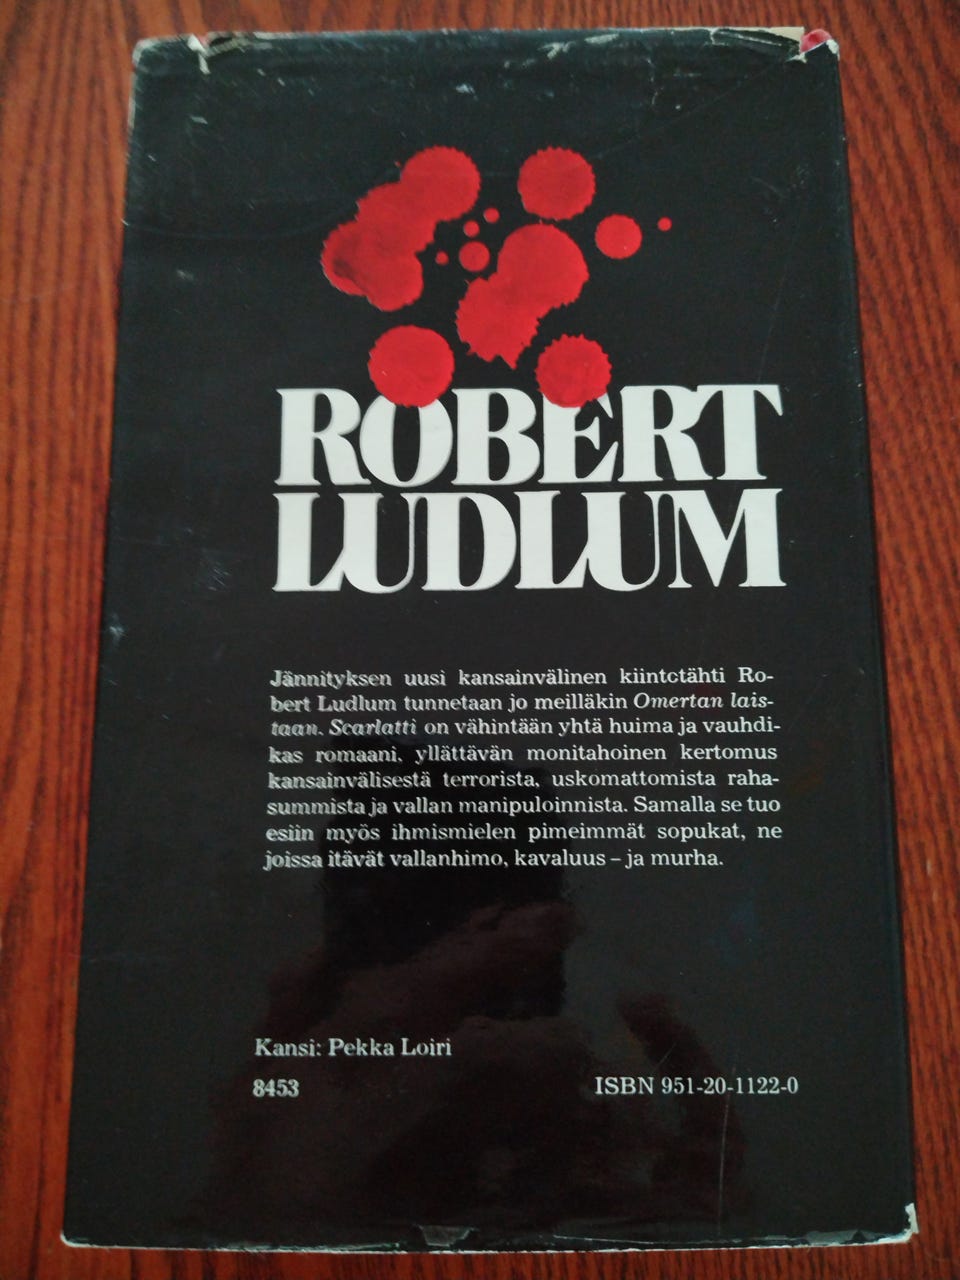 ROBERT
LUDLUM
Jännityksen uusi kansainvälinen kiintotähti Ro-
bert Ludlum tunnetaan jo meilläkin Omertan lais-
taan. Scarlatti on vähintään yhtä huima ja vauhdi-
kas romaani, yllättävän monitahoinen kertomus
kansainvälisestä terrorista, uskomattomista raha-
summista ja vallan manipuloinnista. Samalla se tuo
esiin myös ihmismielen pimeimmät sopukat, ne
joissa itävät vallanhimo, kavaluus – ja murha.
Kansi: Pekka Loiri
8453
ISBN 951-20-1122-0